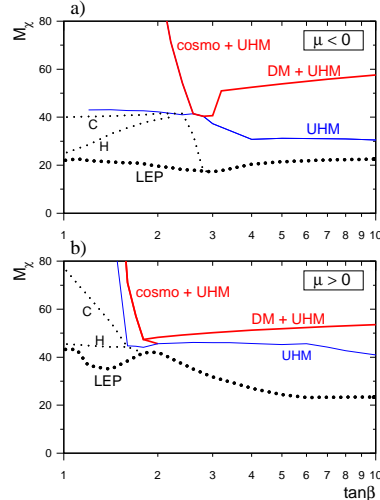 a)
M_χ
80
60
40
20
0
cosmo + UHM
μ < 0
DM + UHM
C
H
UHM
LEP
1 2 3 4 5 6 7 8 9 10
b)
M_χ
80
60
40
20
0
μ > 0
cosmo + UHM
C
DM + UHM
H
UHM
LEP
1 2 3 4 5 6 7 8 9 10
tanβ